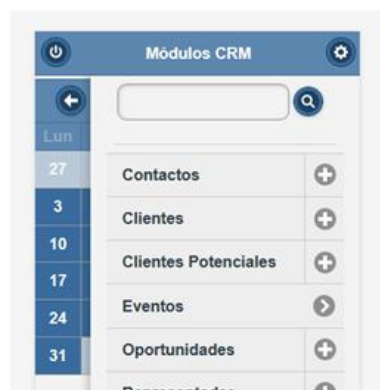 Módulos CRM
Lun
27
3
10
17
24
31
Contactos
Clientes
Clientes Potenciales
Eventos
Oportunidades